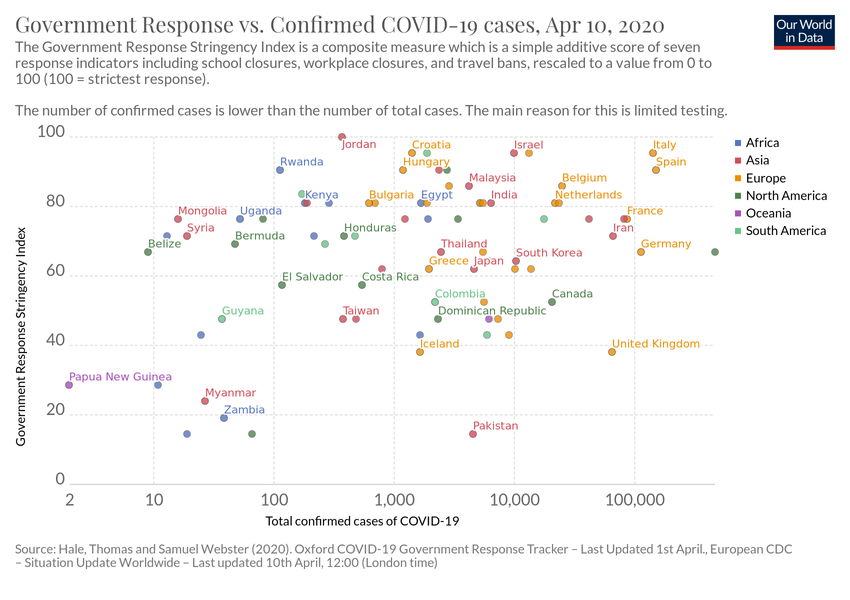 Government Response vs. Confirmed COVID-19 cases, Apr 10, 2020
Our World
in Data
The Government Response Stringency Index is a composite measure which is a simple additive score of seven
response indicators including school closures, workplace closures, and travel bans, rescaled to a value from 0 to
100 (100 = strictest response).
The number of confirmed cases is lower than the number of total cases. The main reason for this is limited testing.
100
80
60
40
20
0
Government Response Stringency Index
Jordan
Croatia
Israel
Italy
Rwanda
Hungary
Spain
Malaysia
Belgium
Kenya
Bulgaria
Egypt
India
Netherlands
Mongolia
Uganda
France
Syria
Bermuda
Honduras
Iran
Belize
Thailand
Germany
Greece
Japan
South Korea
El Salvador
Costa Rica
Colombia
Canada
Guyana
Taiwan
Dominican Republic
Iceland
United Kingdom
Papua New Guinea
Myanmar
Zambia
Pakistan
2
10
100
1,000
10,000
100,000
Total confirmed cases of COVID-19
Africa
Asia
Europe
North America
Oceania
South America
Source: Hale, Thomas and Samuel Webster (2020). Oxford COVID-19 Government Response Tracker – Last Updated 1st April., European CDC
– Situation Update Worldwide – Last updated 10th April, 12:00 (London time)